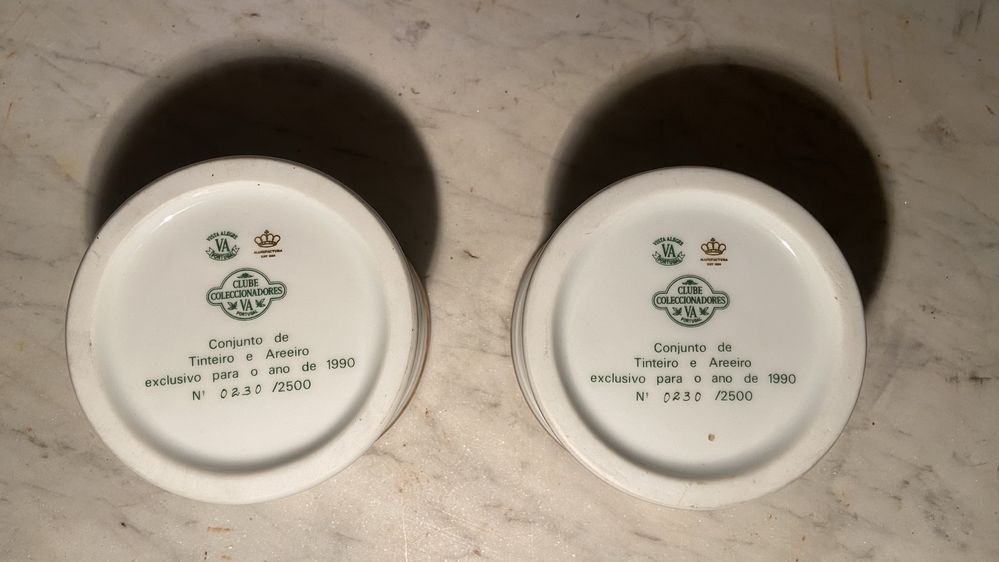 VISTA ALEGRE
VA
PORTUGAL
MANUFACTURA
CLUBE
COLECCIONADORES
VA
PORTUGAL
Conjunto de
Tinteiro e Areeiro
exclusivo para o ano de 1990
N' 0230 /2500
VISTA ALEGRE
VA
PORTUGAL
MANUFACTURA
CLUBE
COLECCIONADORES
VA
PORTUGAL
Conjunto de
Tinteiro e Areeiro
exclusivo para o ano de 1990
N' 0230 /2500